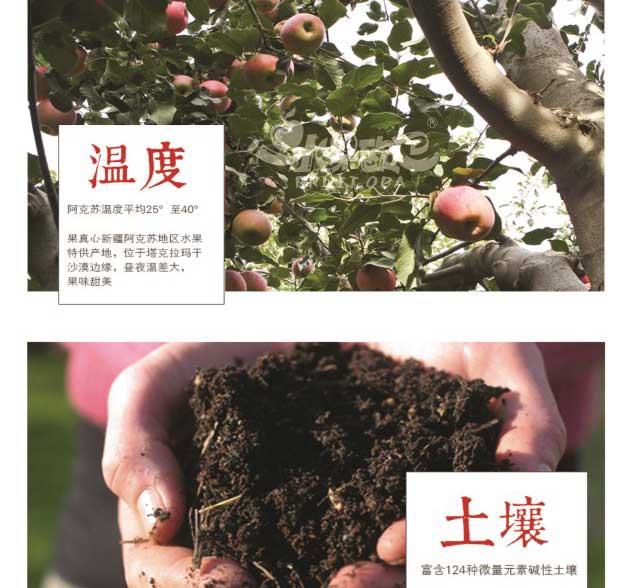 温度
阿克苏温度平均25° 至40°
果真心新疆阿克苏地区水果
特供产地，位于塔克拉玛干
沙漠边缘，昼夜温差大，
果味甜美
土壤
富含124种微量元素碱性土壤